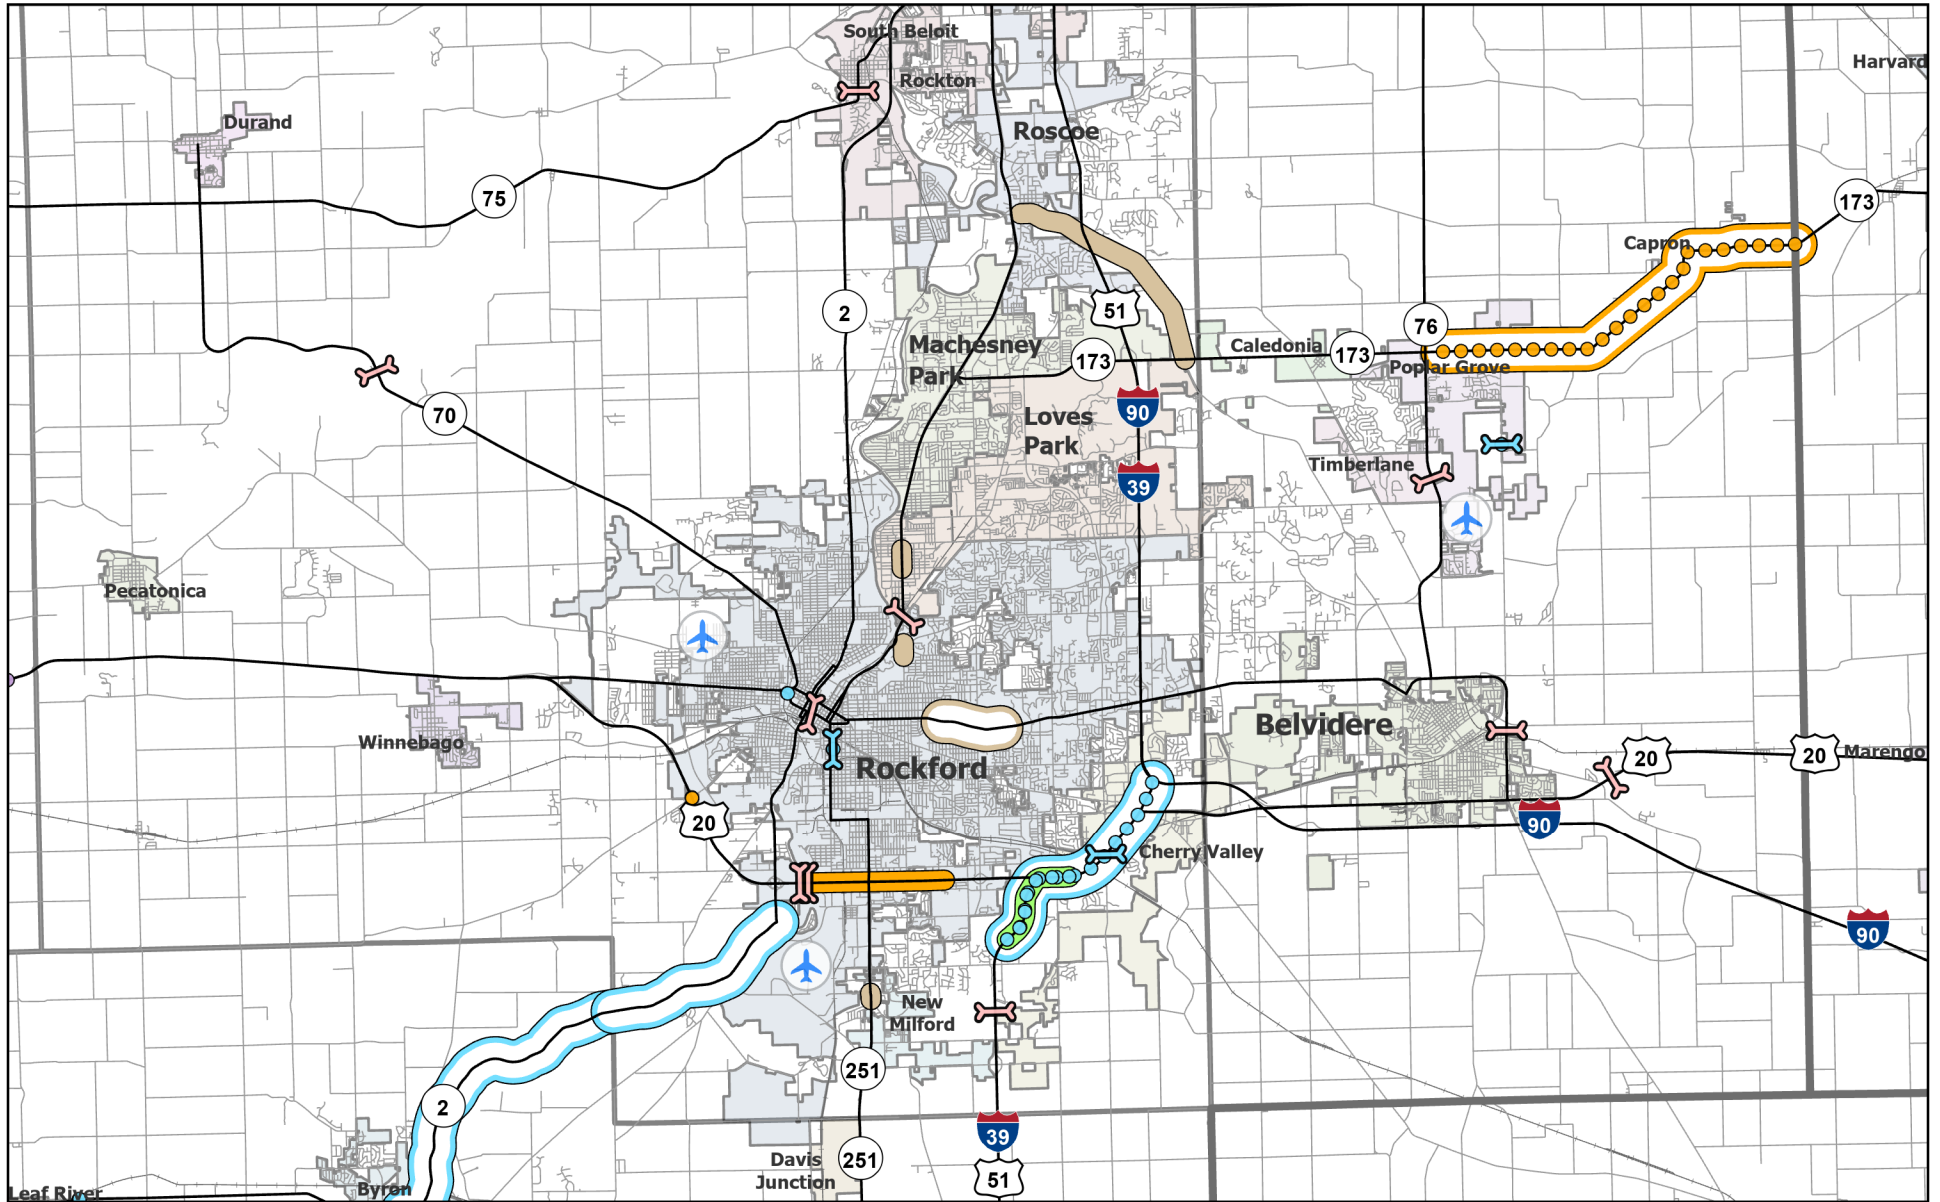 South Beloit
Harvard
Rockton
Durand
Roscoe
75
173
Capron
2
51
76
Machesney
Park
173
Caledonia
173
Poplar Grove
90
70
Loves
Park
Timberlane
39
Pecatonica
Winnebago
Belvidere
20
20
Marengo
Rockford
20
90
Cherry Valley
90
New
Milford
251
2
39
Davis
Junction
251
51
Byron
Leaf River